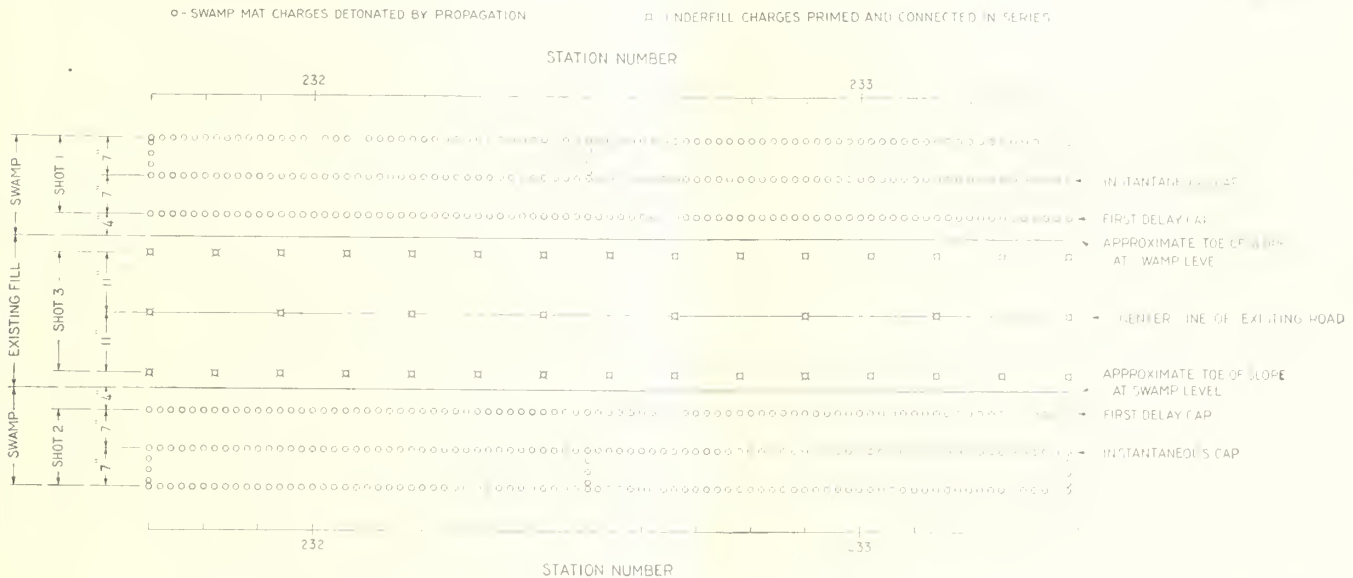 o - SWAMP MAT CHARGES DETONATED BY PROPAGATION
UNDERFILL CHARGES PRIMED AND CONNECTED IN SERIES
STATION NUMBER
232 233
SWAMP
SHOT 1
7'
7'
4'
INSTANTANEOUS CAP
FIRST DELAY CAP
APPROXIMATE TOE OF SLOPE
AT SWAMP LEVEL
EXISTING FILL
SHOT 3
11'
11'
CENTER LINE OF EXISTING ROAD
APPROXIMATE TOE OF SLOPE
AT SWAMP LEVEL
SWAMP
SHOT 2
4'
7'
7'
FIRST DELAY CAP
INSTANTANEOUS CAP
232 233
STATION NUMBER